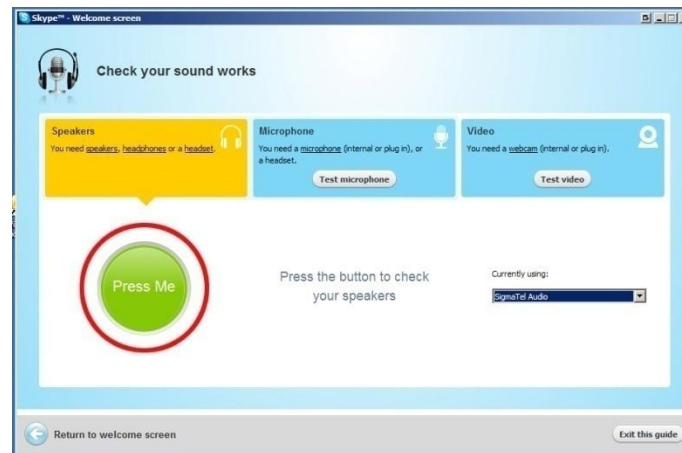 Skype™ - Welcome screen
Check your sound works
Speakers
You need speakers, headphones or a headset.
Microphone
You need a microphone (internal or plug in), or
a headset.
Test microphone
Video
You need a webcam (internal or plug in).
Test video
Press Me
Press the button to check
your speakers
Currently using:
SigmaTel Audio
Return to welcome screen
Exit this guide